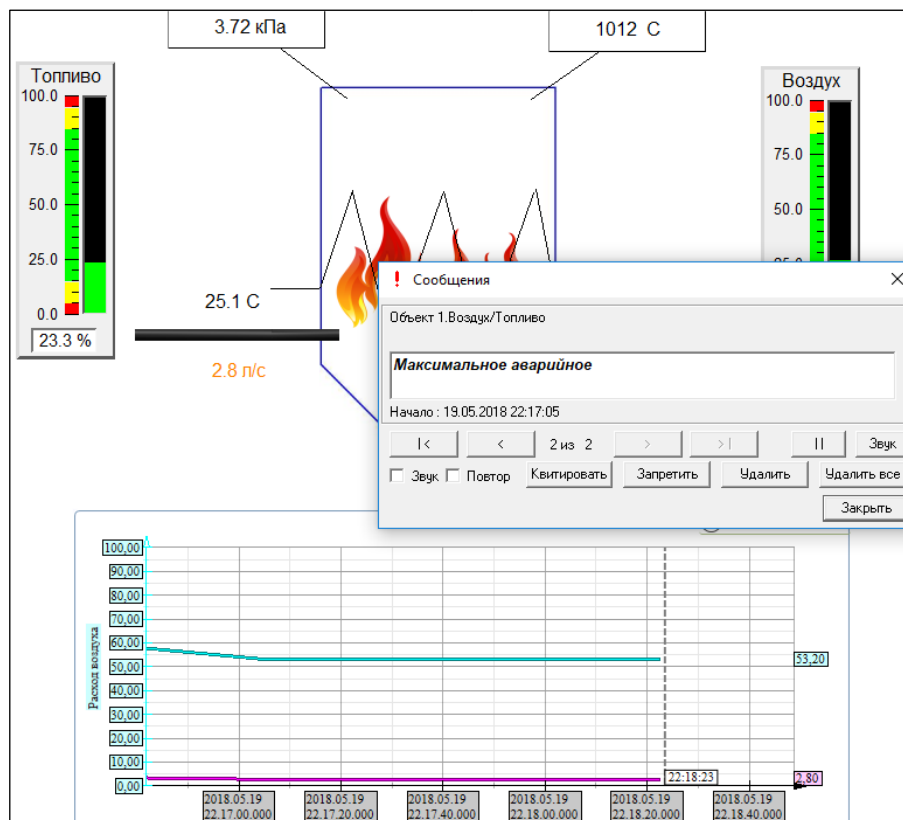 3.72 кПа
1012 С
Топливо
100.0
75.0
50.0
25.0
0.0
23.3 %
Воздух
100.0
75.0
50.0
25.1 С
2.8 л/с
! Сообщения
Объект 1.Воздух/Топливо
Максимальное аварийное
Начало : 19.05.2018 22:17:05
|< < 2 из 2 > >| || Звук
Звук Повтор Квитировать Запретить Удалить Удалить все
Закрыть
Расход воздуха
100,00
90,00
80,00
70,00
60,00
50,00
40,00
30,00
20,00
10,00
0,00
53,20
22:18:23
2,80
2018.05.19 2018.05.19 2018.05.19 2018.05.19 2018.05.19 2018.05.19
22.17.00.000 22.17.20.000 22.17.40.000 22.18.00.000 22.18.20.000 22.18.40.000